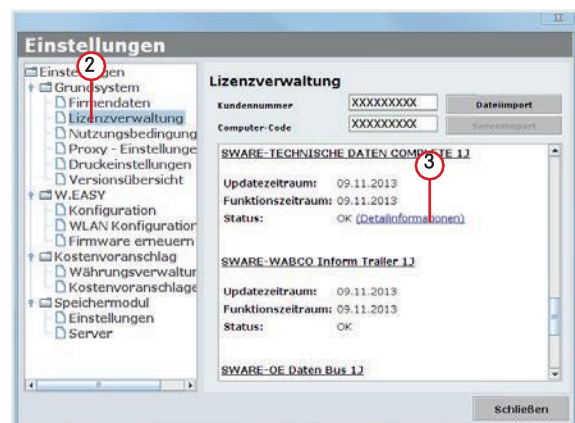 Einstellungen
Einste gen
Grundsystem
Firmendaten
Lizenzverwaltung
Nutzungsbedingung
Proxy - Einstellunge
Druckeinstellungen
Versionsübersicht
W.EASY
Konfiguration
WLAN Konfiguration
Firmware erneuern
Kostenvoranschlag
Währungsverwaltur
Kostenvoranschlage
Speichermodul
Einstellungen
Server
2
Lizenzverwaltung
Kundennummer XXXXXXXXX Dateiimport
Computer-Code XXXXXXXXX Serverimport
SWARE-TECHNISCHE DATEN COMPLETE 1J
3
Updatezeitraum: 09.11.2013
Funktionszeitraum: 09.11.2013
Status: OK (Detailinformationen)
SWARE-WABCO Inform Trailer 1J
Updatezeitraum: 09.11.2013
Funktionszeitraum: 09.11.2013
Status: OK
SWARE-OE Daten Bus 1J
Schließen